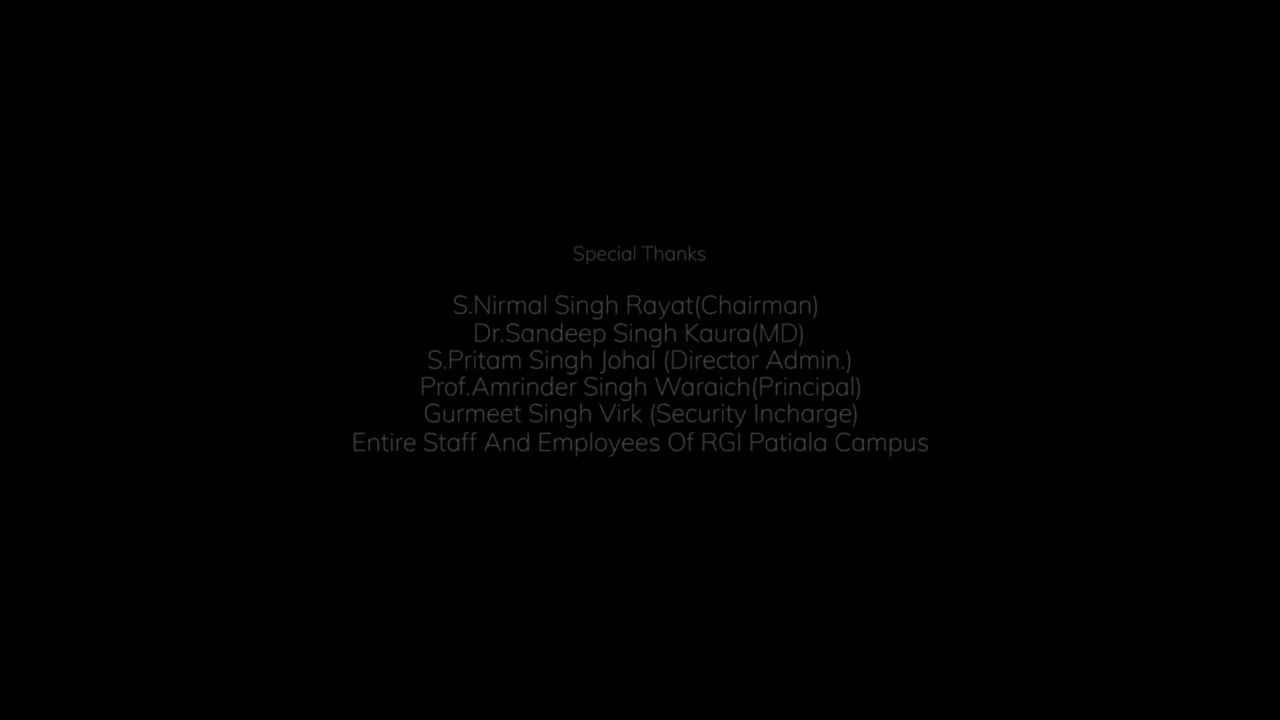 Special Thanks
S.Nirmal Singh Rayat(Chairman)
Dr.Sandeep Singh Kaura(MD)
S.Pritam Singh Johal (Director Admin.)
Prof.Amrinder Singh Waraich(Principal)
Gurmeet Singh Virk (Security Incharge)
Entire Staff And Employees Of RGI Patiala Campus